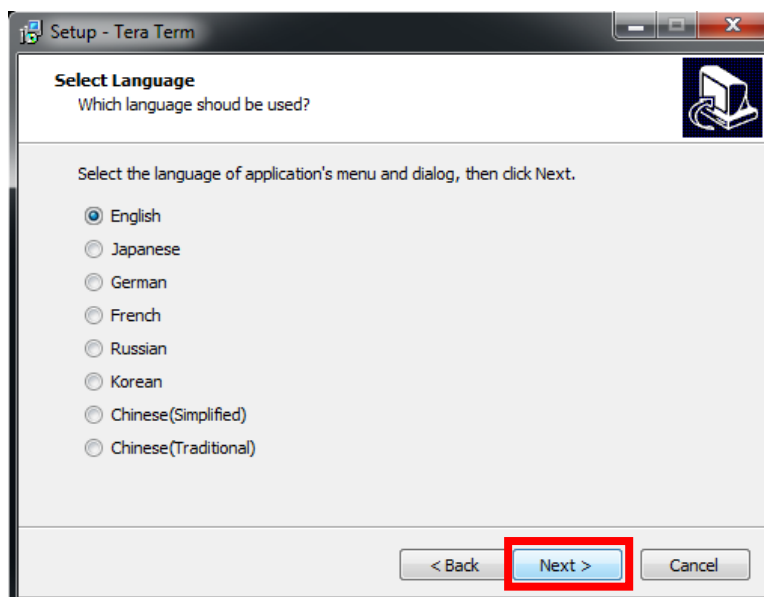 Setup - Tera Term
Select Language
Which language shoud be used?
Select the language of application's menu and dialog, then click Next.
English
Japanese
German
French
Russian
Korean
Chinese(Simplified)
Chinese(Traditional)
< Back Next > Cancel